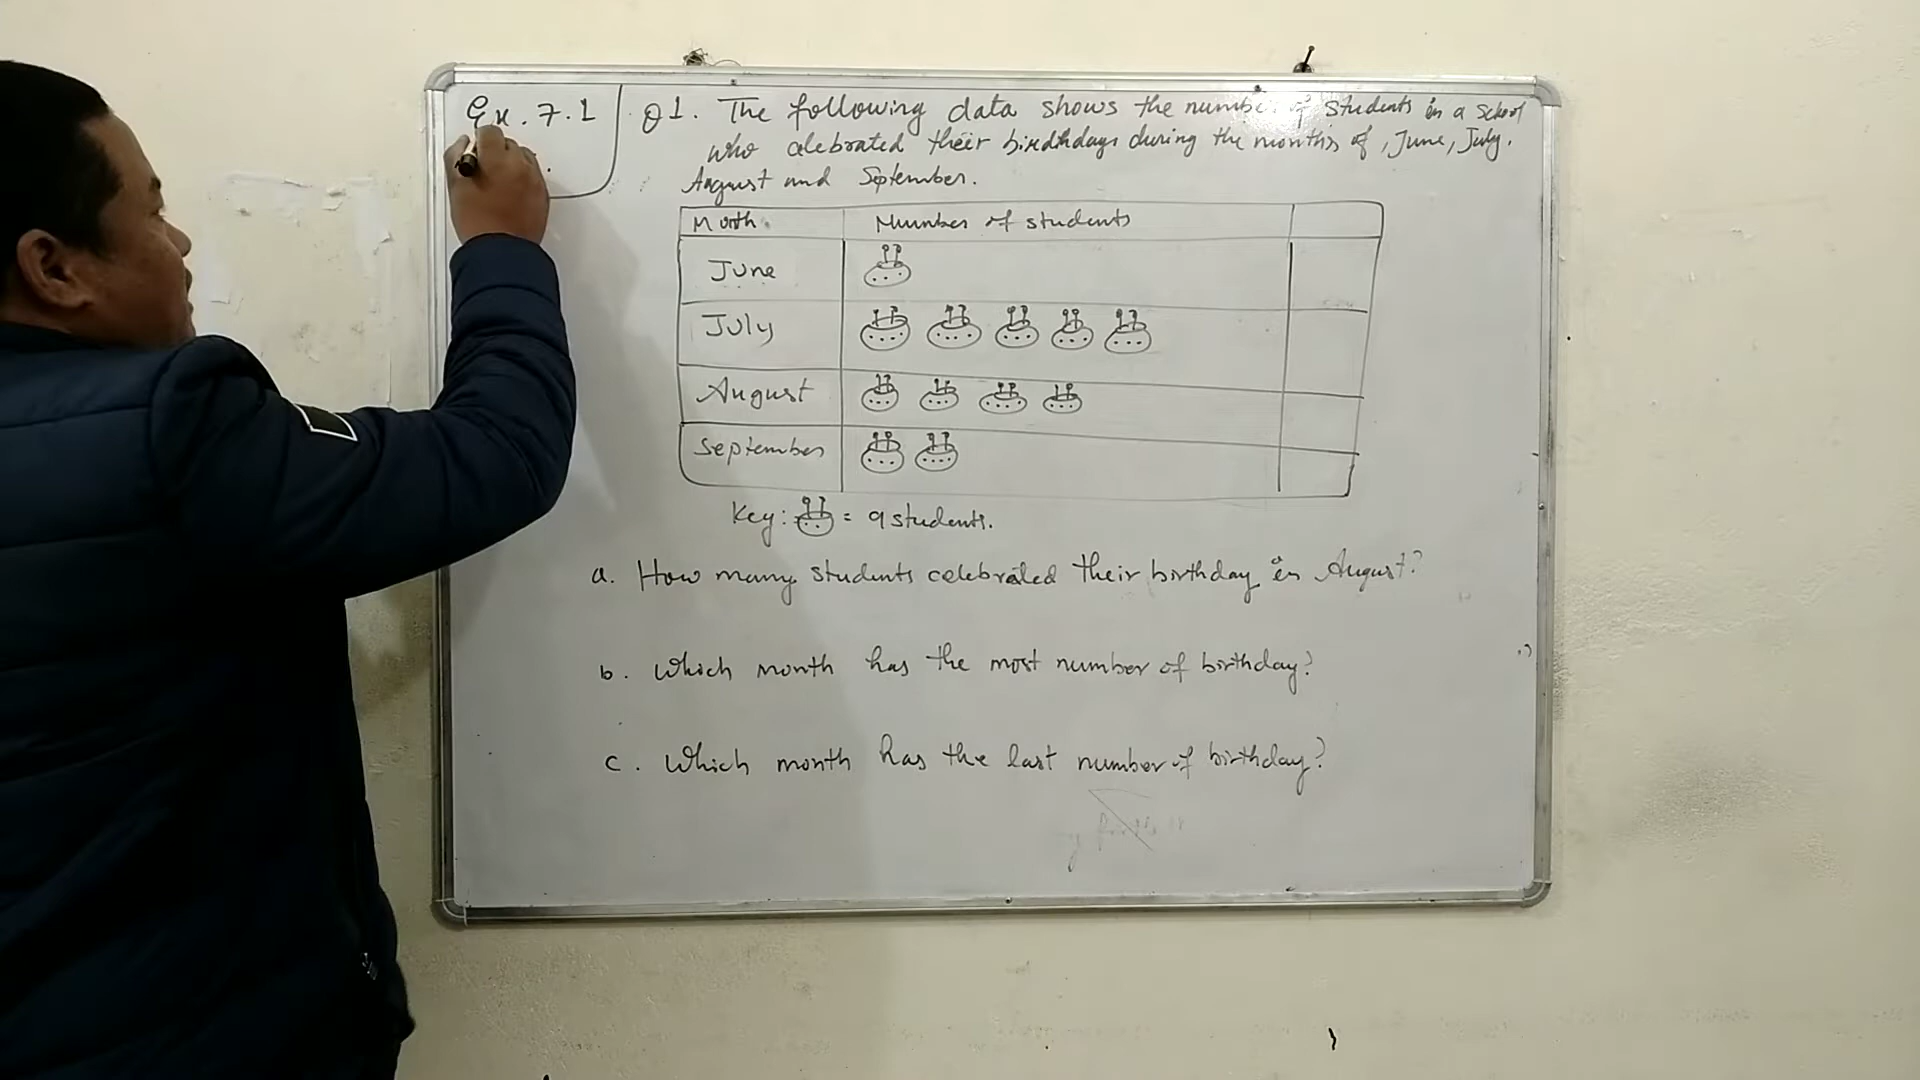 Ex. 7.1
Q1. The following data shows the number of students in a school
who celebrated their birdthdays during the months of , June, July.
August and September.
Month Number of students
June
July
August
September
Key: = 9 students.
a. How many students celebrated their birthday in August?
b. Which month has the most number of birthday?
c. Which month has the last number of birthday?